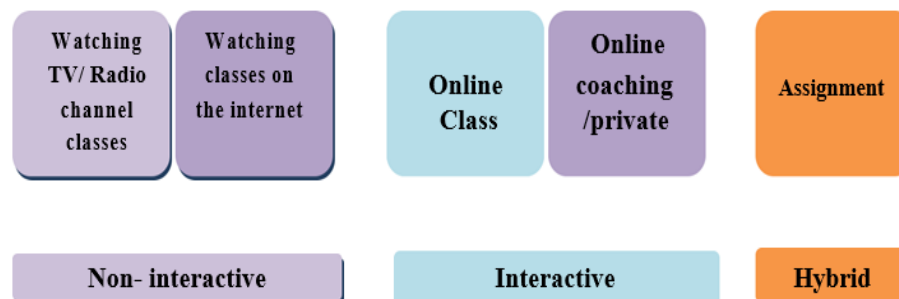 Watching
TV/ Radio
channel
classes
Watching
classes on
the internet
Online
Class
Online
coaching
/private
Assignment
Non- interactive
Interactive
Hybrid